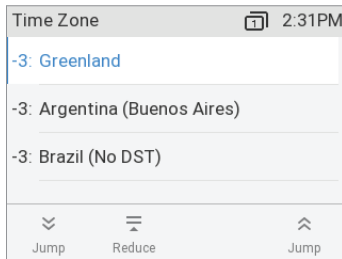 Time Zone 1 2:31PM
-3: Greenland
-3: Argentina (Buenos Aires)
-3: Brazil (No DST)
Jump Reduce Jump